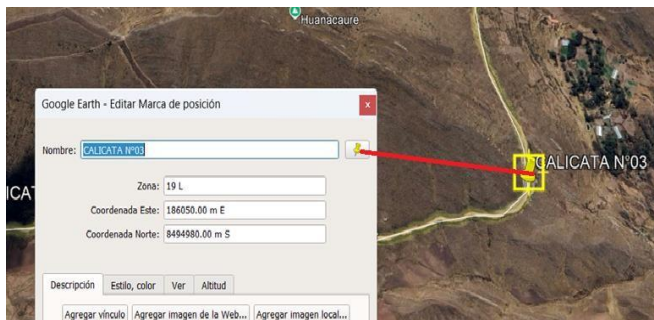 Huanacaure
Google Earth - Editar Marca de posición
x
Nombre: CALICATA N°03
CALICATA N°03
Zona: 19 L
ICAT
Coordenada Este: 186050.00 m E
Coordenada Norte: 8494980.00 m S
Descripción Estilo, color Ver Altitud
Agregar vínculo Agregar imagen de la Web... Agregar imagen local...